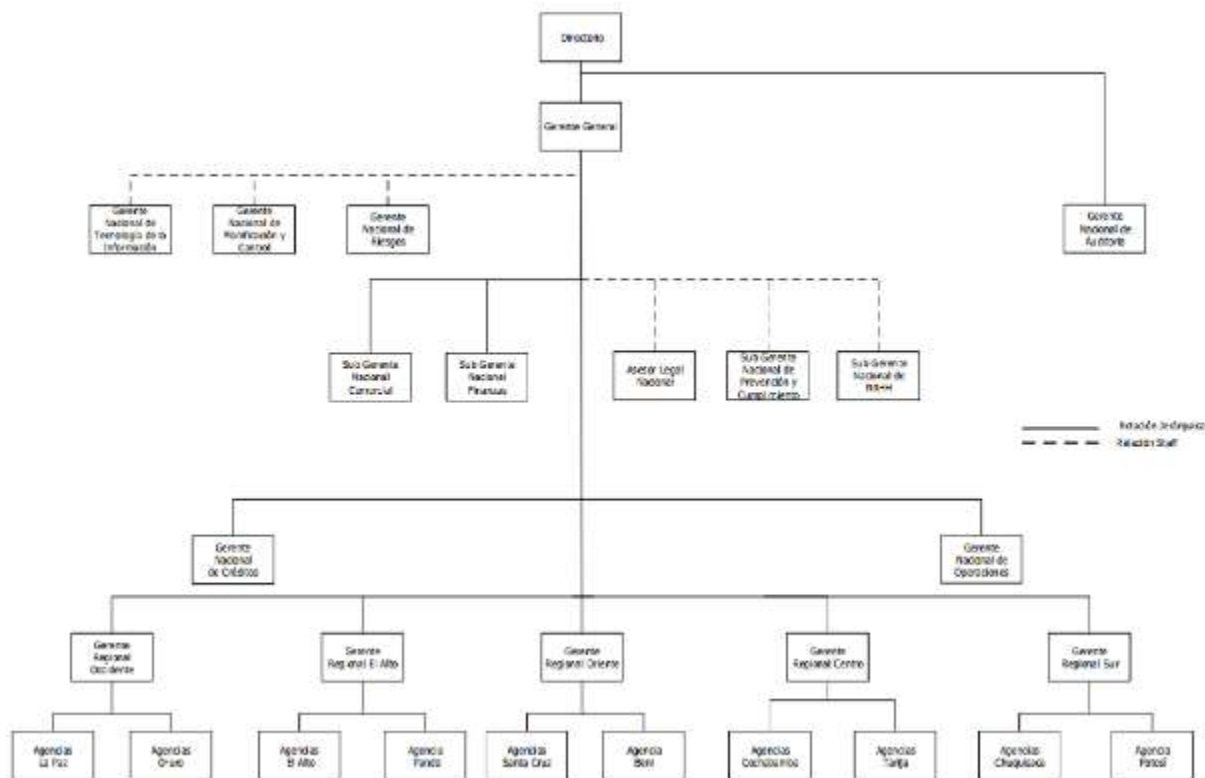 Directorio
Gerente General
Gerente
Nacional de
Tecnología de la
Información
Gerente
Nacional de
Planificación y
Control
Gerente
Nacional de
Riesgos
Gerente
Nacional de
Auditoría
Sub Gerente
Nacional
Comercial
Sub Gerente
Nacional
Finanzas
Asesor Legal
Nacional
Sub Gerente
Nacional de
Prevención y
Cumplimiento
Sub Gerente
Nacional de
RRHH
Relación Jerárquica
Relación Staff
Gerente
Nacional
de Créditos
Gerente
Nacional de
Operaciones
Gerente
Regional
Occidente
Gerente
Regional El Alto
Gerente
Regional Oriente
Gerente
Regional Centro
Gerente
Regional Sur
Agencias
La Paz
Agencias
Oruro
Agencias
El Alto
Agencia
Pando
Agencias
Santa Cruz
Agencia
Beni
Agencias
Cochabamba
Agencias
Tarija
Agencias
Chuquisaca
Agencia
Potosí